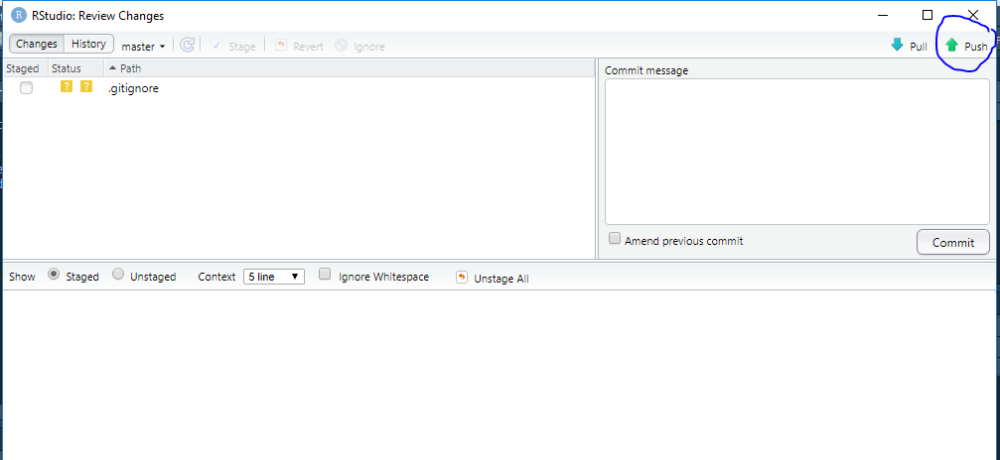 R RStudio: Review Changes
Changes History master Stage Revert Ignore Pull Push
Staged Status Path
? ? .gitignore
Commit message
Amend previous commit
Commit
Show Staged Unstaged Context 5 line Ignore Whitespace Unstage All